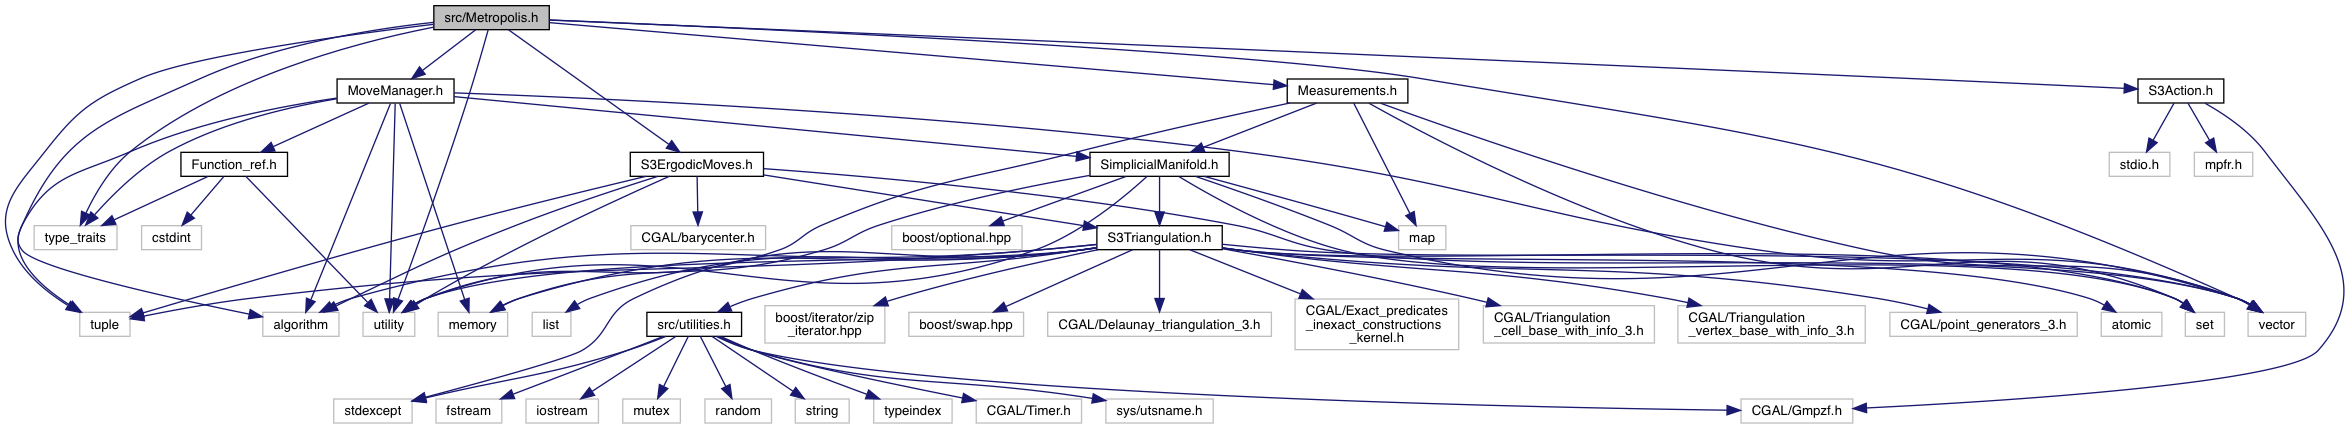 src/Metropolis.h
MoveManager.h
Measurements.h
S3Action.h
Function_ref.h
S3ErgodicMoves.h
SimplicialManifold.h
stdio.h
mpfr.h
type_traits
cstdint
CGAL/barycenter.h
boost/optional.hpp
S3Triangulation.h
map
tuple
algorithm
utility
memory
list
src/utilities.h
boost/iterator/zip
_iterator.hpp
boost/swap.hpp
CGAL/Delaunay_triangulation_3.h
CGAL/Exact_predicates
_inexact_constructions
_kernel.h
CGAL/Triangulation
_cell_base_with_info_3.h
CGAL/Triangulation
_vertex_base_with_info_3.h
CGAL/point_generators_3.h
atomic
set
vector
stdexcept
fstream
iostream
mutex
random
string
typeindex
CGAL/Timer.h
sys/utsname.h
CGAL/Gmpzf.h